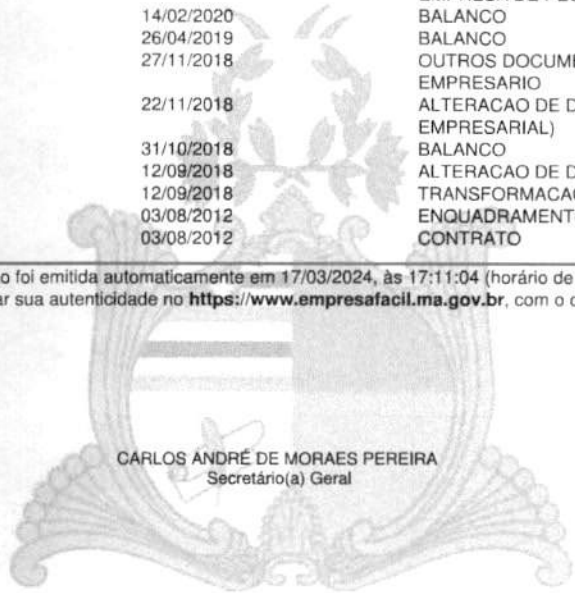 14/02/2020 BALANCO
26/04/2019 BALANCO
27/11/2018 OUTROS
EMPRESARIO
22/11/2018 ALTERACAO DE
EMPRESARIAL)
31/10/2018 BALANCO
12/09/2018 ALTERACAO DE
12/09/2018
03/08/2012 ENQUADRAMENTO
03/08/2012 CONTRATO
o foi emitida automaticamente em 17/03/2024, às 17:11:04 (horário de
ar sua autenticidade no https://www.empresafacil.ma.gov.br, com o
CARLOS ANDRÉ DE MORAES PEREIRA
Secretário(a) Geral